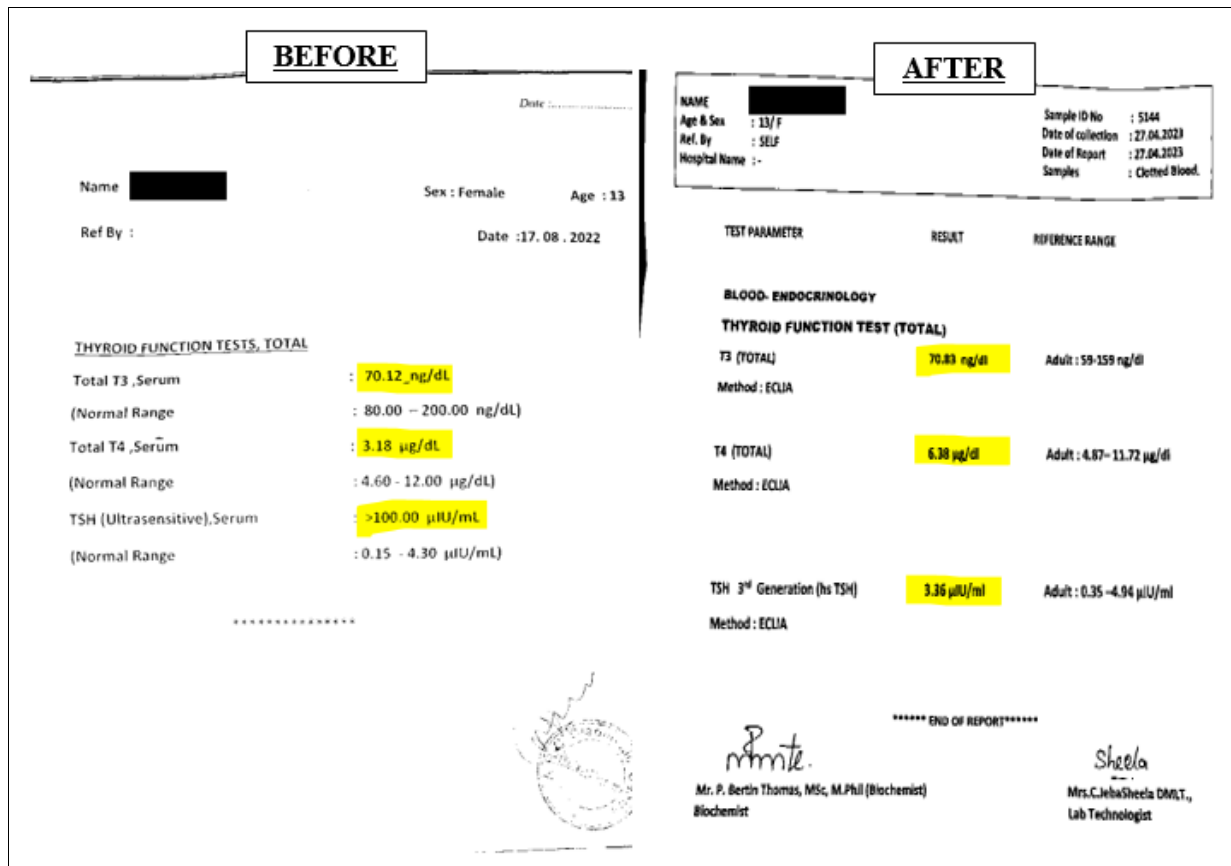 BEFORE
Date :
Name
Sex : Female Age : 13
Ref By :
Date :17. 08 . 2022
THYROID FUNCTION TESTS, TOTAL
Total T3 ,Serum : 70.12_ng/dL
(Normal Range : 80.00 – 200.00 ng/dL)
Total T4 ,Serum : 3.18 µg/dL
(Normal Range : 4.60 - 12.00 µg/dL)
TSH (Ultrasensitive),Serum : >100.00 µIU/mL
(Normal Range : 0.15 - 4.30 µIU/mL)
***************
AFTER
NAME
Age & Sex : 13/ F
Ref. By : SELF
Hospital Name : -
Sample ID No : 5144
Date of collection : 27.04.2023
Date of Report : 27.04.2023
Samples : Clotted Blood.
TEST PARAMETER RESULT REFERENCE RANGE
BLOOD- ENDOCRINOLOGY
THYROID FUNCTION TEST (TOTAL)
T3 (TOTAL) 70.83 ng/dl Adult : 59-159 ng/dl
Method : ECLIA
T4 (TOTAL) 6.38 µg/dl Adult : 4.87– 11.72 µg/dl
Method : ECLIA
TSH 3rd Generation (hs TSH) 3.36 µIU/ml Adult : 0.35 –4.94 µIU/ml
Method : ECLIA
****** END OF REPORT******
Sheela
Mr. P. Bertin Thomas, MSc, M.Phil (Biochemist)
Biochemist
Mrs.C.JebaSheela DMLT.,
Lab Technologist